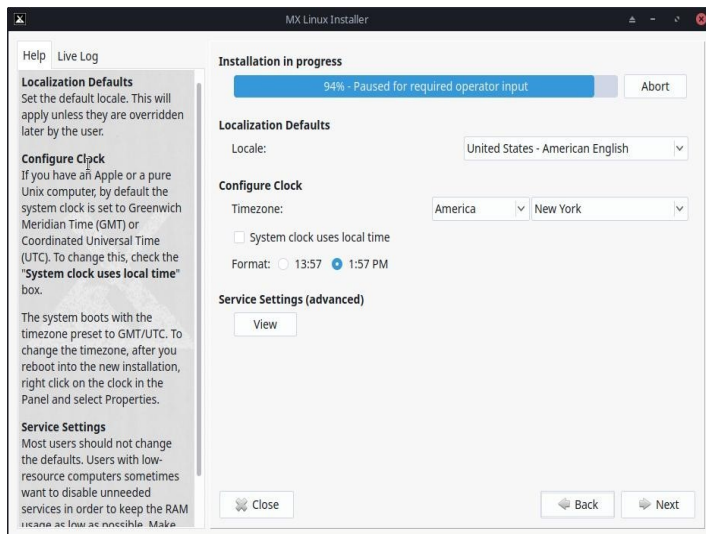 MX Linux Installer
Help
Live Log
Localization Defaults
Set the default locale. This will
apply unless they are overridden
later by the user.
Configure Clock
If you have an Apple or a pure
Unix computer, by default the
system clock is set to Greenwich
Meridian Time (GMT) or
Coordinated Universal Time
(UTC). To change this, check the
"System clock uses local time"
box.
The system boots with the
timezone preset to GMT/UTC. To
change the timezone, after you
reboot into the new installation,
right click on the clock in the
Panel and select Properties.
Service Settings
Most users should not change
the defaults. Users with low-
resource computers sometimes
want to disable unneeded
services in order to keep the RAM
usage as low as possible. Make
Installation in progress
94% - Paused for required operator input
Abort
Localization Defaults
Locale: United States - American English
Configure Clock
Timezone: America New York
System clock uses local time
Format: 13:57 1:57 PM
Service Settings (advanced)
View
Close
Back
Next